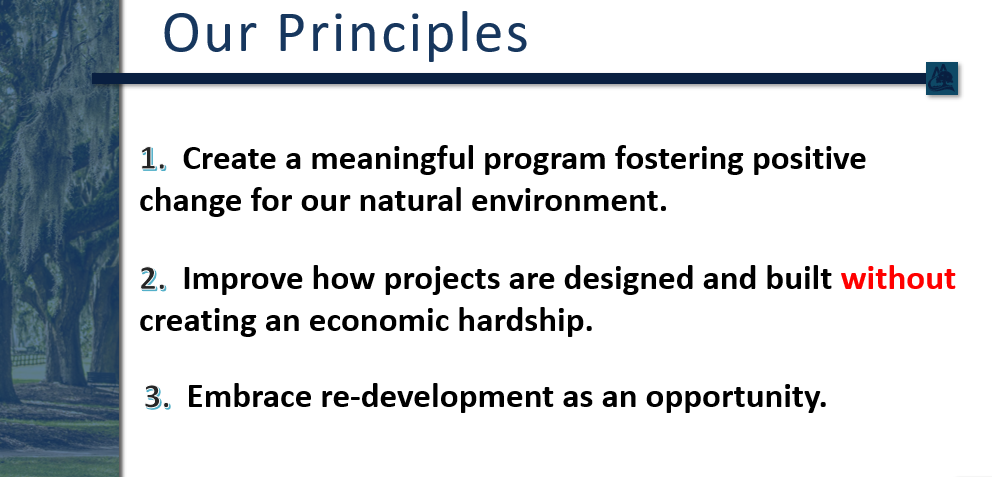 Our Principles
1. Create a meaningful program fostering positive
change for our natural environment.
2. Improve how projects are designed and built without
creating an economic hardship.
3. Embrace re-development as an opportunity.